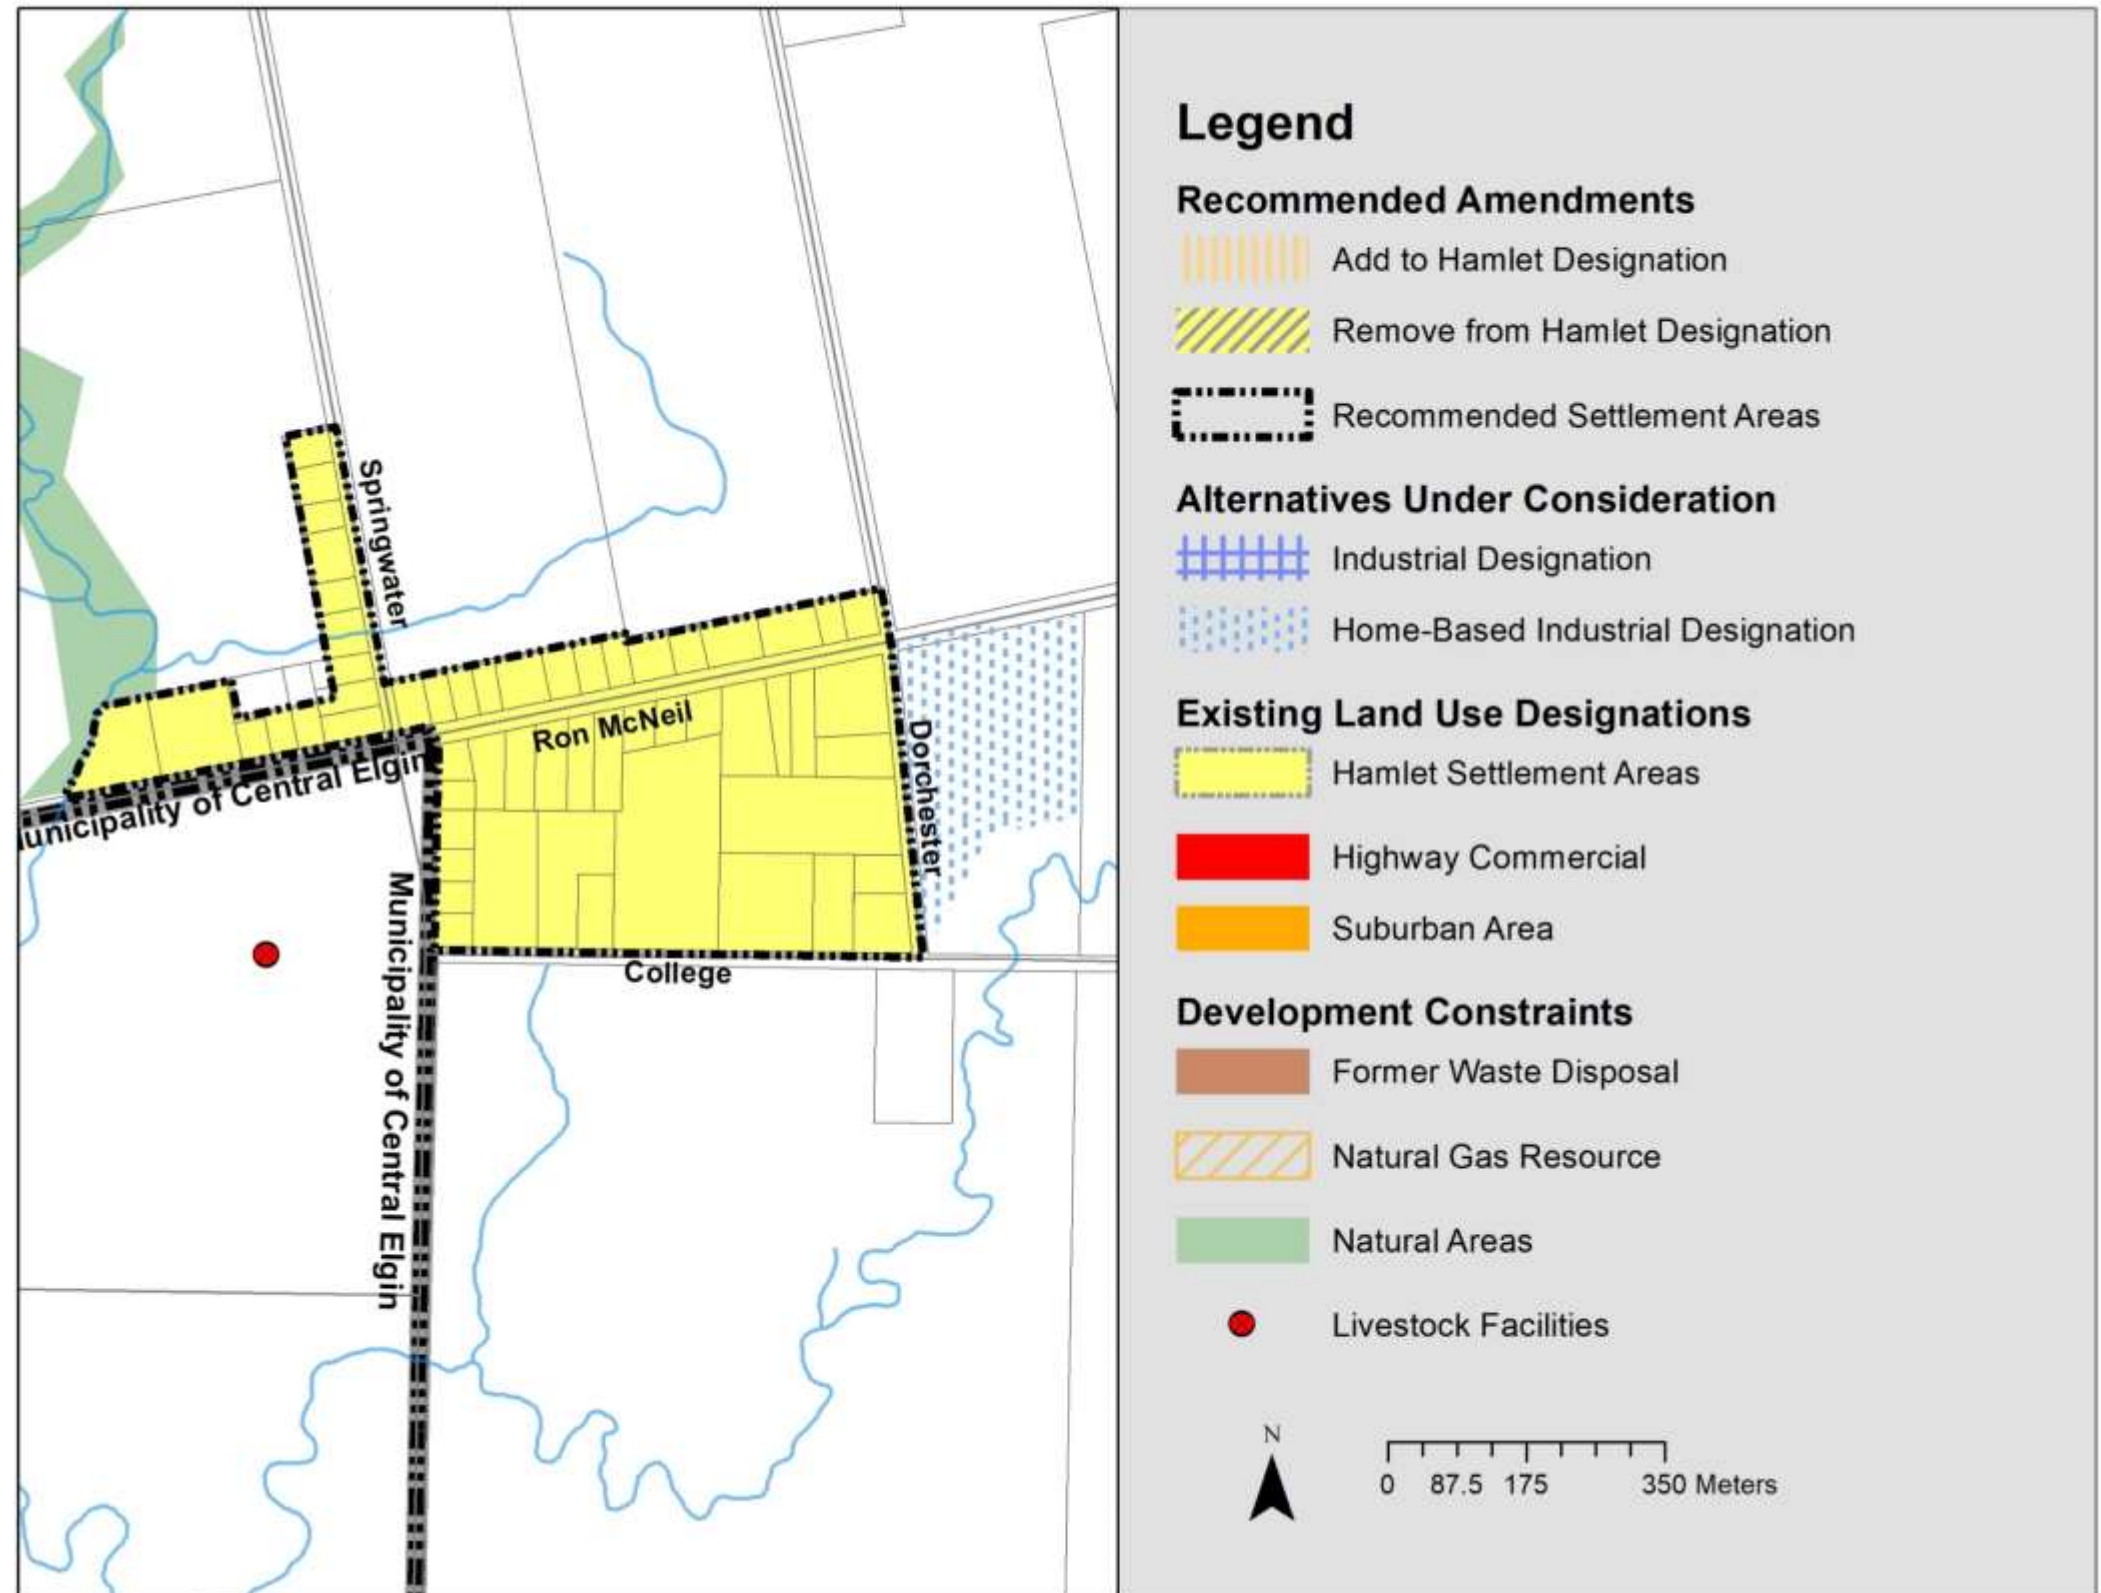 Springwater
Ron McNeil
Dorchester
unicipality of Central Elgin
Municipality of Central Elgin
College
Legend
Recommended Amendments
Add to Hamlet Designation
Remove from Hamlet Designation
Recommended Settlement Areas
Alternatives Under Consideration
Industrial Designation
Home-Based Industrial Designation
Existing Land Use Designations
Hamlet Settlement Areas
Highway Commercial
Suburban Area
Development Constraints
Former Waste Disposal
Natural Gas Resource
Natural Areas
Livestock Facilities
N
0 87.5 175 350 Meters